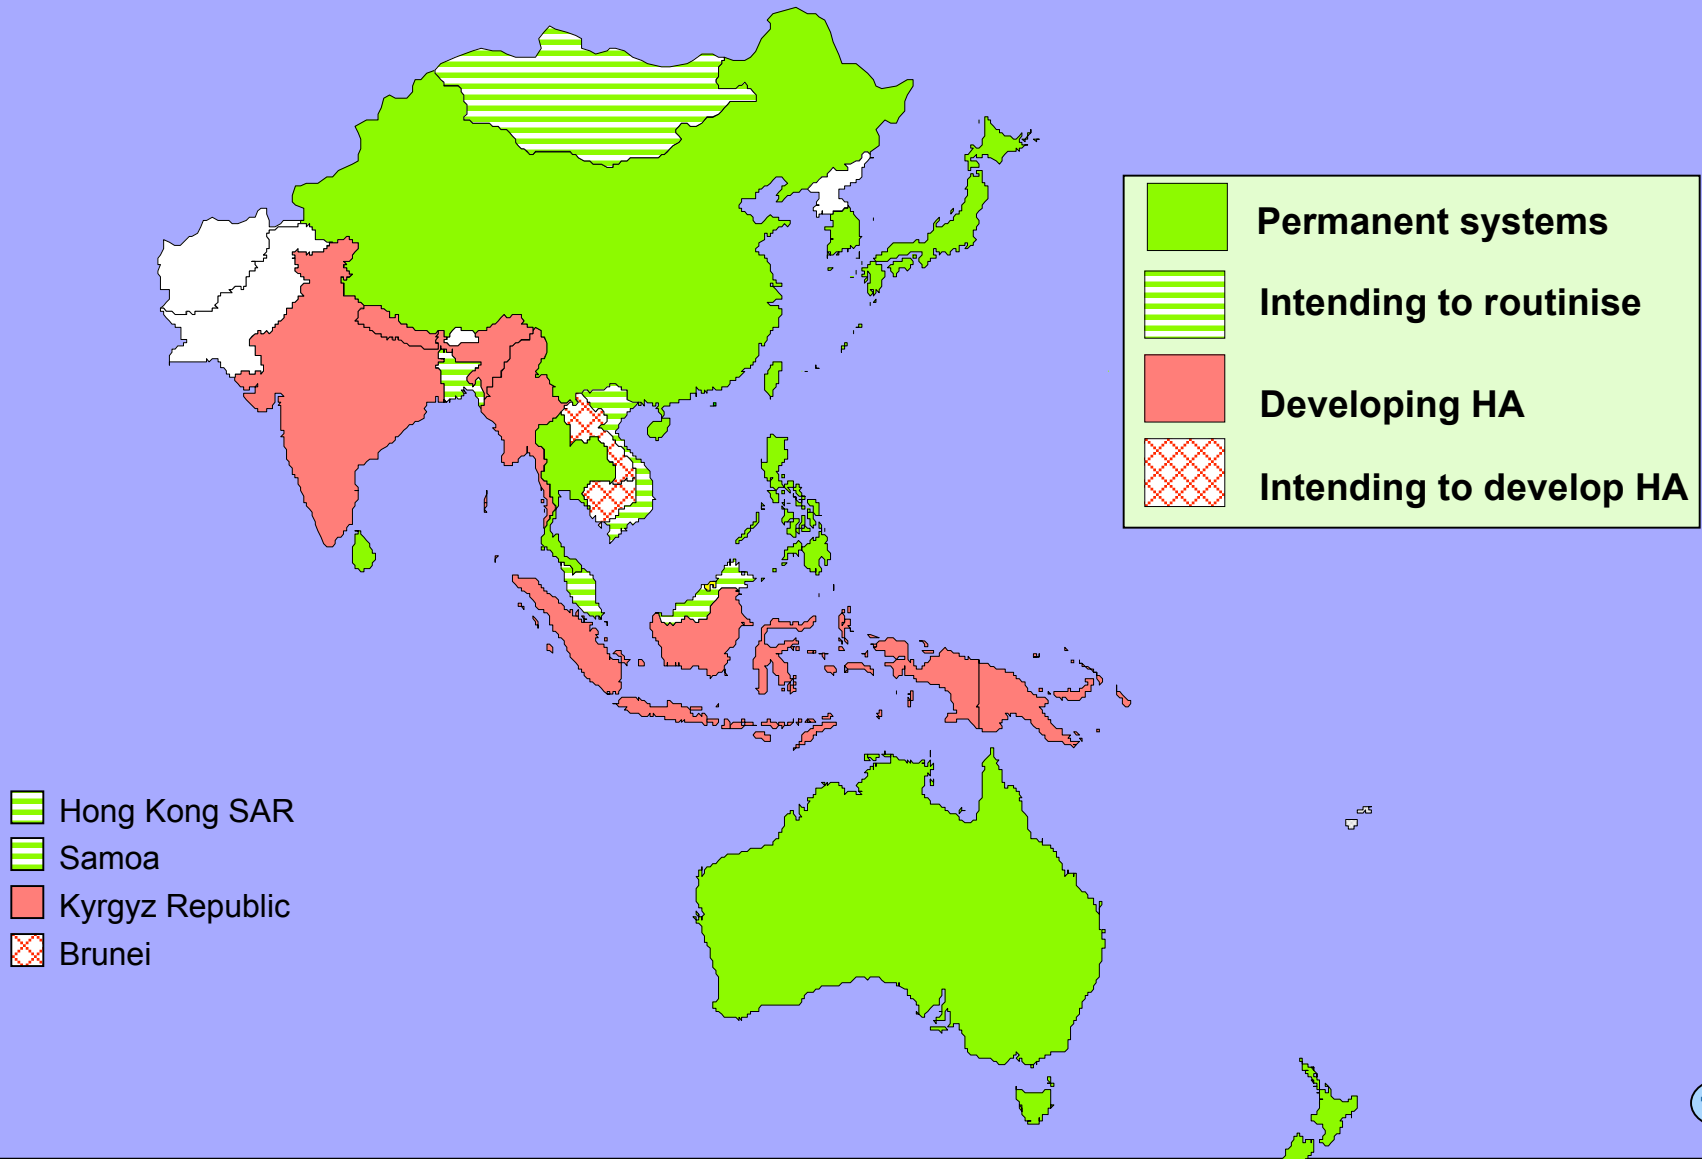 Permanent systems
Intending to routinise
Developing HA
Intending to develop HA
Hong Kong SAR
Samoa
Kyrgyz Republic
Brunei